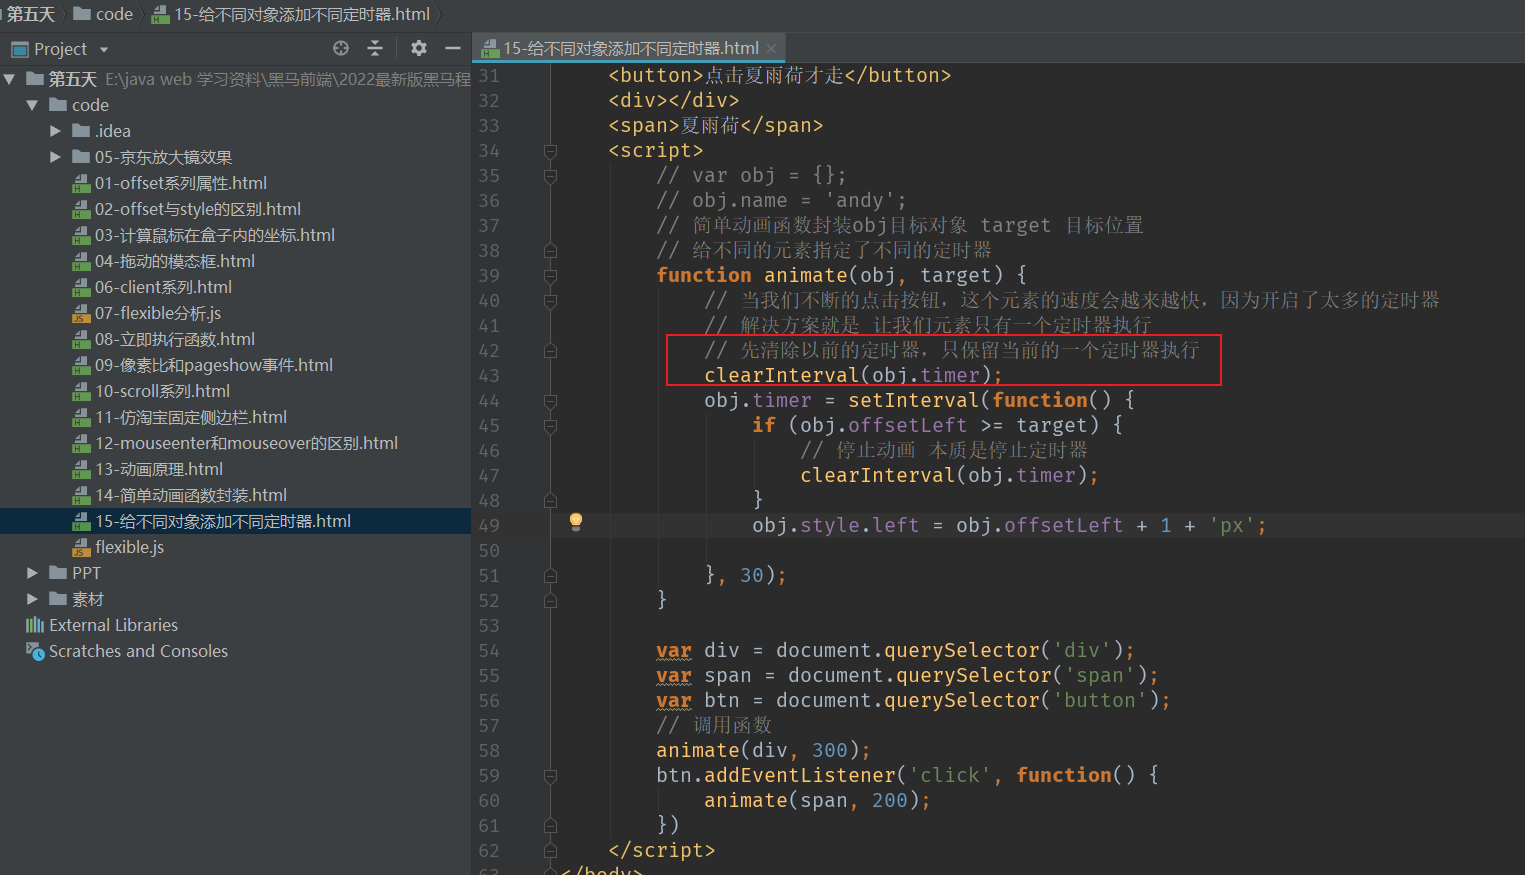 第五天 code 15-给不同对象添加不同定时器.html
Project
15-给不同对象添加不同定时器.html
第五天 E:\java web 学习资料\黑马前端\2022最新版黑马程
code
.idea
05-京东放大镜效果
01-offset系列属性.html
02-offset与style的区别.html
03-计算鼠标在盒子内的坐标.html
04-拖动的模态框.html
06-client系列.html
07-flexible分析.js
08-立即执行函数.html
09-像素比和pageshow事件.html
10-scroll系列.html
11-仿淘宝固定侧边栏.html
12-mouseenter和mouseover的区别.html
13-动画原理.html
14-简单动画函数封装.html
15-给不同对象添加不同定时器.html
flexible.js
PPT
素材
External Libraries
Scratches and Consoles
31 <button>点击夏雨荷才走</button>
32 <div></div>
33 <span>夏雨荷</span>
34 <script>
35 // var obj = {};
36 // obj.name = 'andy';
37 // 简单动画函数封装obj目标对象 target 目标位置
38 // 给不同的元素指定了不同的定时器
39 function animate(obj, target) {
40 // 当我们不断的点击按钮，这个元素的速度会越来越快，因为开启了太多的定时器
41 // 解决方案就是 让我们元素只有一个定时器执行
42 // 先清除以前的定时器，只保留当前的一个定时器执行
43 clearInterval(obj.timer);
44 obj.timer = setInterval(function() {
45 if (obj.offsetLeft >= target) {
46 // 停止动画 本质是停止定时器
47 clearInterval(obj.timer);
48 }
49 obj.style.left = obj.offsetLeft + 1 + 'px';
50
51 }, 30);
52 }
53
54 var div = document.querySelector('div');
55 var span = document.querySelector('span');
56 var btn = document.querySelector('button');
57 // 调用函数
58 animate(div, 300);
59 btn.addEventListener('click', function() {
60 animate(span, 200);
61 })
62 </script>
63 </body>